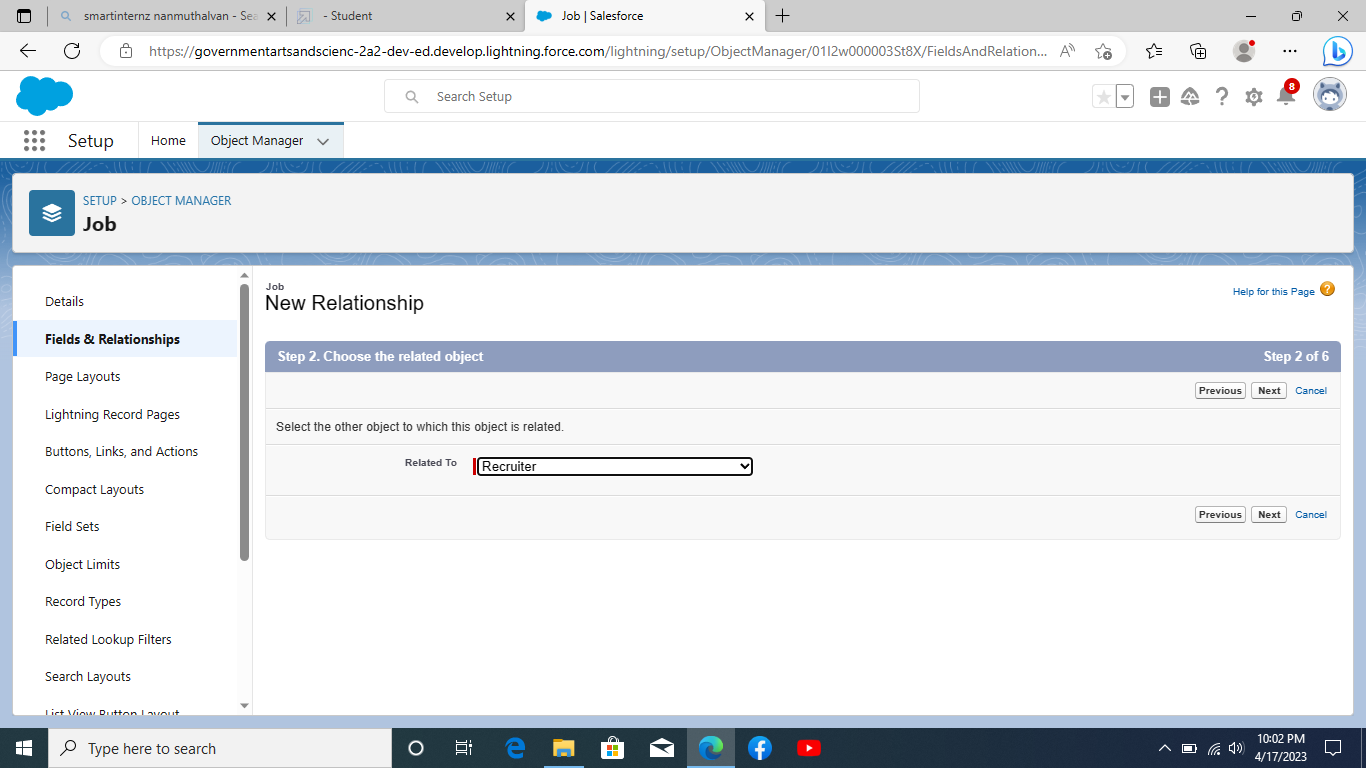 smartinternz nanmuthalvan - Sea
- Student
Job | Salesforce
https://governmentartsandscienc-2a2-dev-ed.develop.lightning.force.com/lightning/setup/ObjectManager/01I2w000003St8X/FieldsAndRelation...
Search Setup
8
Setup
Home
Object Manager
SETUP > OBJECT MANAGER
Job
Details
Fields & Relationships
Page Layouts
Lightning Record Pages
Buttons, Links, and Actions
Compact Layouts
Field Sets
Object Limits
Record Types
Related Lookup Filters
Search Layouts
List View Button Layout
Job
New Relationship
Help for this Page
Step 2. Choose the related object
Step 2 of 6
Previous Next Cancel
Select the other object to which this object is related.
Related To Recruiter
Previous Next Cancel
Type here to search
10:02 PM
4/17/2023